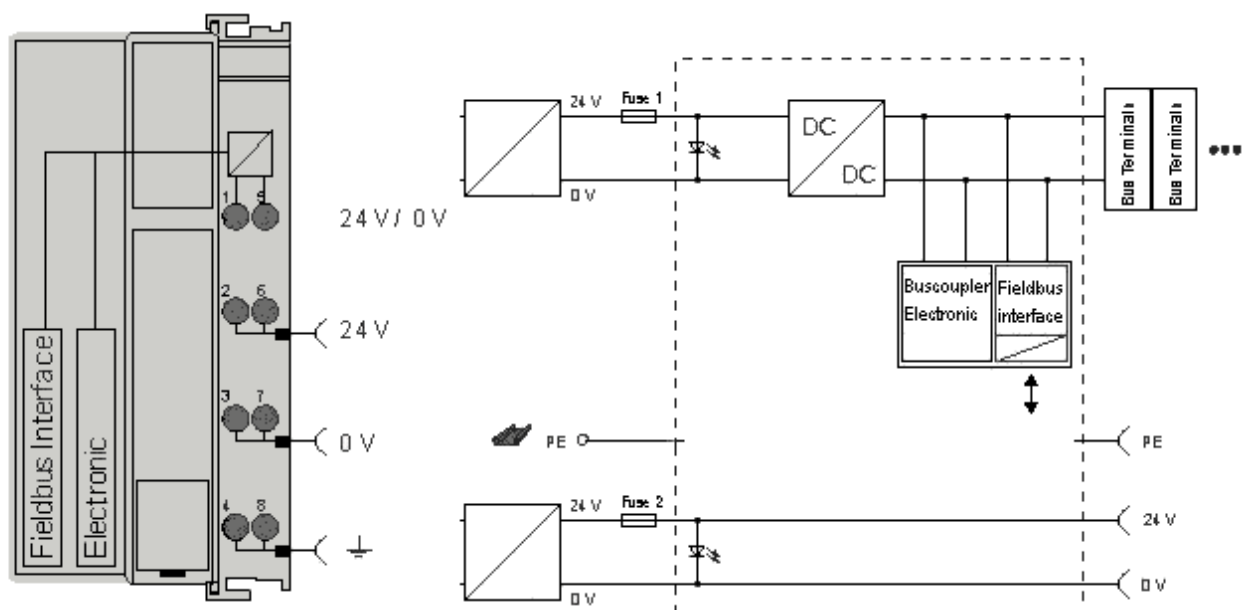 1 5
24 V / 0 V
2 6
24 V
3 7
0 V
4 8
Fieldbus Interface
Electronic
24 V
Fuse 1
0 V
DC
DC
Bus Terminals
Bus Terminals
Buscoupler
Electronic
Fieldbus
interface
PE
PE
24 V
Fuse 2
0 V
24 V
0 V